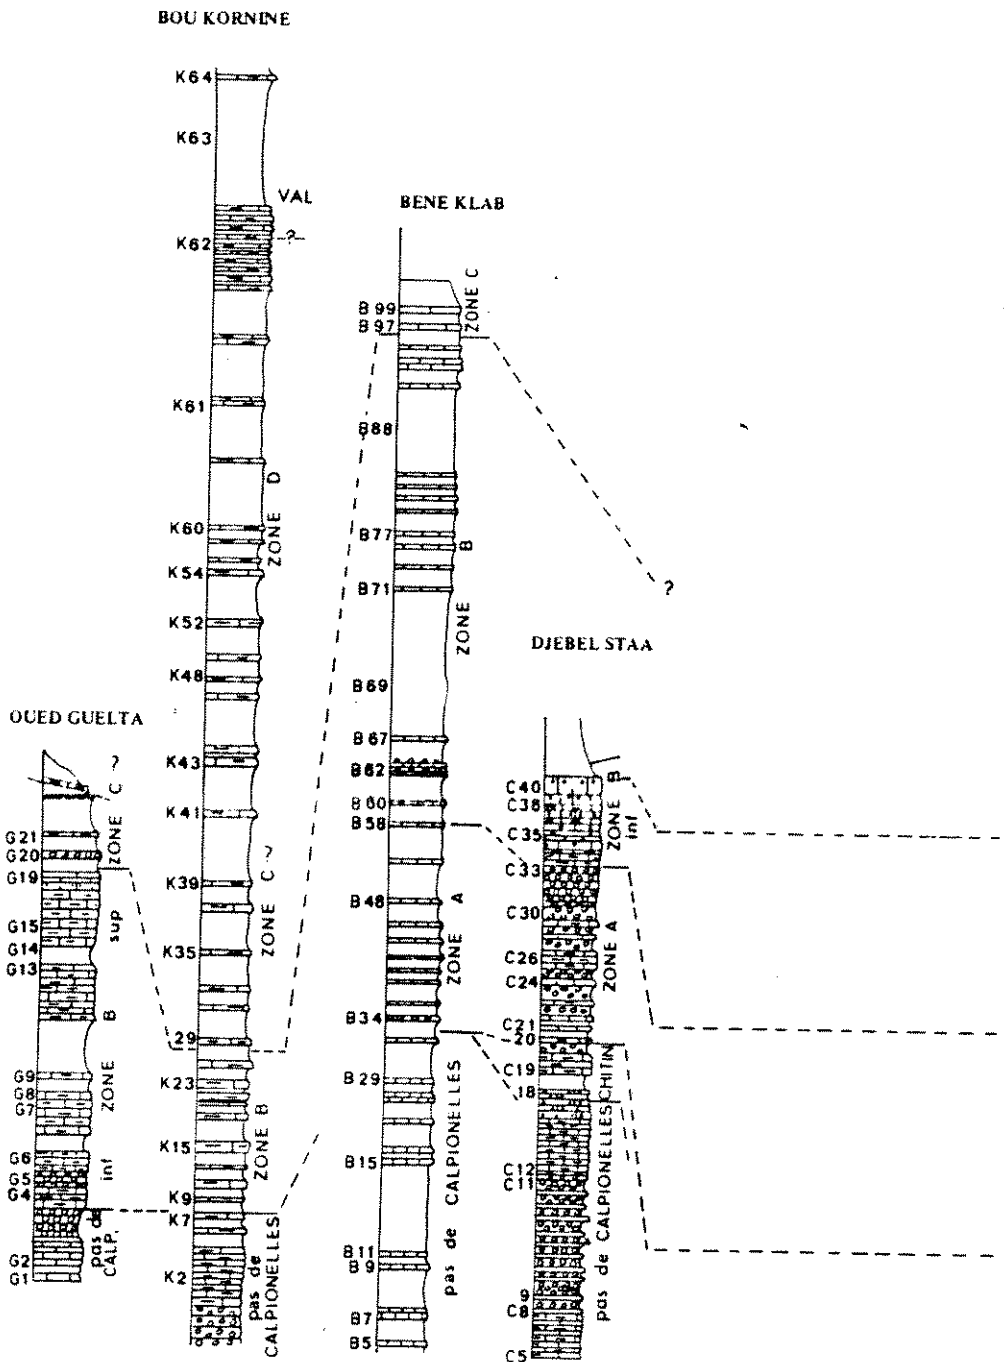 BOU KORNINE
K64
K63
VAL
K62
?
K61
ZONE D
K60
K54
K52
K48
K43
K41
ZONE C ?
K39
K35
29
K23
ZONE B
K15
K9
K7
pas de
CALPIONELLES
K2
BENE KLAB
ZONE C
B99
B97
B88
B77
ZONE B
B71
B69
B67
B62
B60
B58
ZONE A
B48
B34
B29
pas de CALPIONELLES
B15
B11
B9
B7
B5
?
OUED GUELTA
ZONE C ?
G21
G20
G19
G15
G14
G13
ZONE B sup
G9
G8
G7
G6
inf
G5
G4
pas de
CALP.
G2
G1
DJEBEL STAA
ZONE B
inf
C40
C38
C35
C33
C30
ZONE A
C26
C24
C21
20
C19
18
CHITIN
pas de CALPIONELLES
C12
C11
9
C8
C5